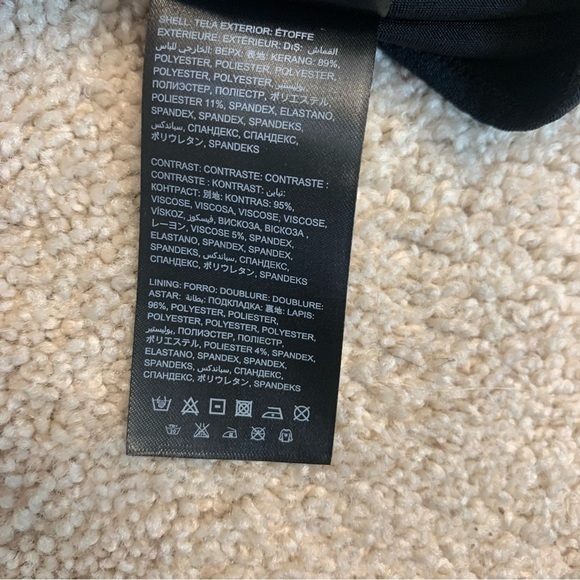 SHELL: TELA EXTERIOR: ÉTOFFE
EXTÉRIEURE: EXTÉRIEUR: DIŞ: القماش
الخارجي للباس: ВЕРХ: 表地: KERANG: 89%,
POLYESTER, POLIESTER, POLYESTER,
POLYESTER, POLYESTER, بوليستير,
ПОЛИЭСТЕР, ПОЛІЕСТР, ポリエステル,
POLIESTER 11%, SPANDEX, ELASTANO,
SPANDEX, SPANDEX, SPANDEKS,
سباندكس, СПАНДЕКС, СПАНДЕКС,
ポリウレタン, SPANDEKS
CONTRAST: CONTRASTE: CONTRASTE :
CONTRASTE : KONTRAST: تباين:
КОНТРАСТ: 別地: KONTRAS: 95%,
VISCOSE, VISCOSA, VISCOSE, VISCOSE,
VİSKOZ, فيسكوز, ВИСКОЗА, ВІСКОЗА ,
レーヨン, VISCOSE 5%, SPANDEX,
ELASTANO, SPANDEX, SPANDEX,
SPANDEKS, سباندكس, СПАНДЕКС,
СПАНДЕКС, ポリウレタン, SPANDEKS
LINING: FORRO: DOUBLURE: DOUBLURE:
ASTAR: بطانة: ПОДКЛАДКА: 裏地: LAPIS:
96%, POLYESTER, POLIESTER,
POLYESTER, POLYESTER, POLYESTER,
بوليستير, ПОЛИЭСТЕР, ПОЛІЕСТР,
ポリエステル, POLIESTER 4%, SPANDEX,
ELASTANO, SPANDEX, SPANDEX,
SPANDEKS, سباندكس, СПАНДЕКС,
СПАНДЕКС, ポリウレタン, SPANDEKS